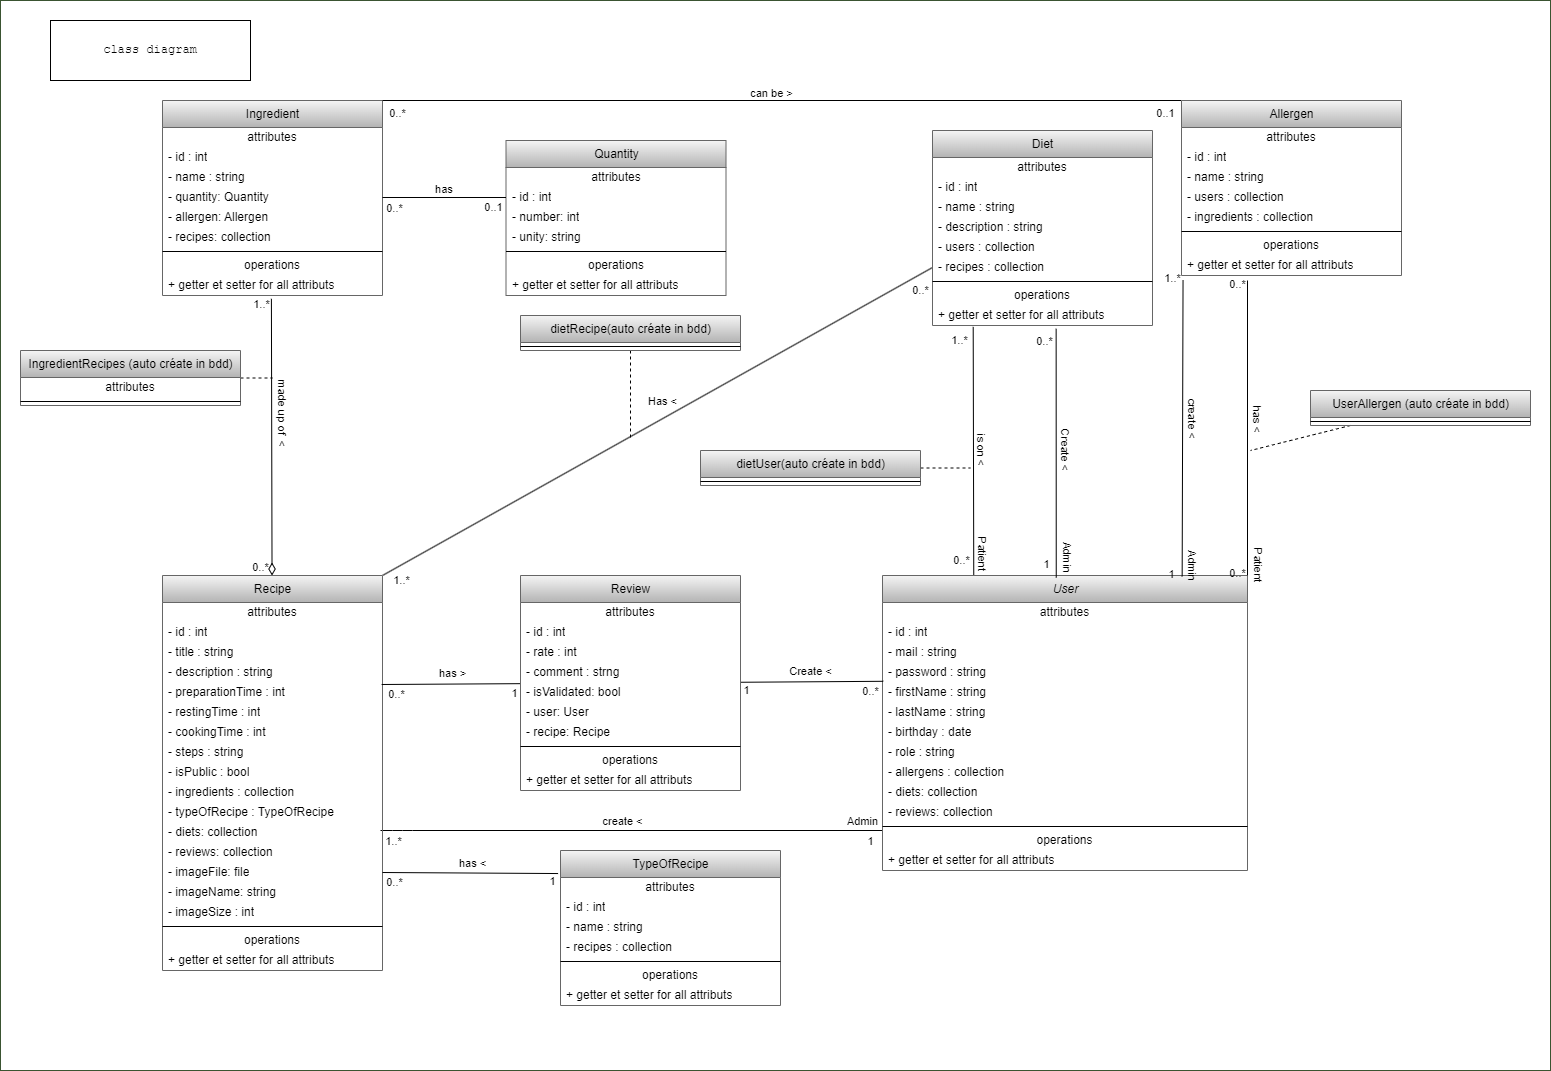 class diagram
can be >
0..*
0..1
Ingredient
attributes
- id : int
- name : string
- quantity: Quantity
- allergen: Allergen
- recipes: collection
operations
+ getter et setter for all attributs
has
0..*
0..1
Quantity
attributes
- id : int
- number: int
- unity: string
operations
+ getter et setter for all attributs
Diet
attributes
- id : int
- name : string
- description : string
- users : collection
- recipes : collection
operations
+ getter et setter for all attributs
Allergen
attributes
- id : int
- name : string
- users : collection
- ingredients : collection
operations
+ getter et setter for all attributs
1..*
IngredientRecipes (auto créate in bdd)
attributes
made up of <
0..*
dietRecipe(auto créate in bdd)
Has <
0..*
1..*
dietUser(auto créate in bdd)
1..*
is on <
0..*
Patient
0..*
Create <
1
Admin
1..*
create <
1
Admin
0..*
has <
0..*
Patient
UserAllergen (auto créate in bdd)
Recipe
attributes
- id : int
- title : string
- description : string
- preparationTime : int
- restingTime : int
- cookingTime : int
- steps : string
- isPublic : bool
- ingredients : collection
- typeOfRecipe : TypeOfRecipe
- diets: collection
- reviews: collection
- imageFile: file
- imageName: string
- imageSize : int
operations
+ getter et setter for all attributs
has >
0..*
1
Review
attributes
- id : int
- rate : int
- comment : strng
- isValidated: bool
- user: User
- recipe: Recipe
operations
+ getter et setter for all attributs
Create <
1
0..*
User
attributes
- id : int
- mail : string
- password : string
- firstName : string
- lastName : string
- birthday : date
- role : string
- allergens : collection
- diets: collection
- reviews: collection
operations
+ getter et setter for all attributs
create <
Admin
1..*
1
has <
0..*
1
TypeOfRecipe
attributes
- id : int
- name : string
- recipes : collection
operations
+ getter et setter for all attributs